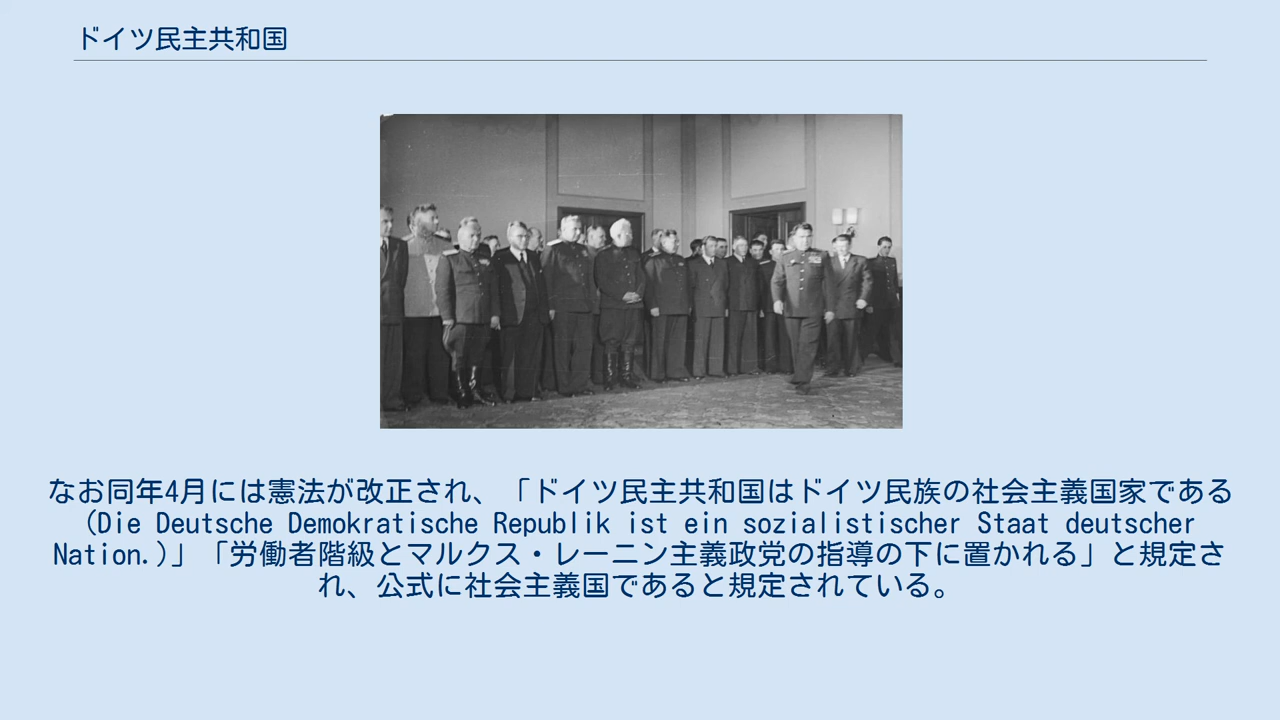 ドイツ民主共和国
なお同年4月には憲法が改正され、「ドイツ民主共和国はドイツ民族の社会主義国家である
(Die Deutsche Demokratische Republik ist ein sozialistischer Staat deutscher
Nation.)」「労働者階級とマルクス・レーニン主義政党の指導の下に置かれる」と規定さ
れ、公式に社会主義国であると規定されている。